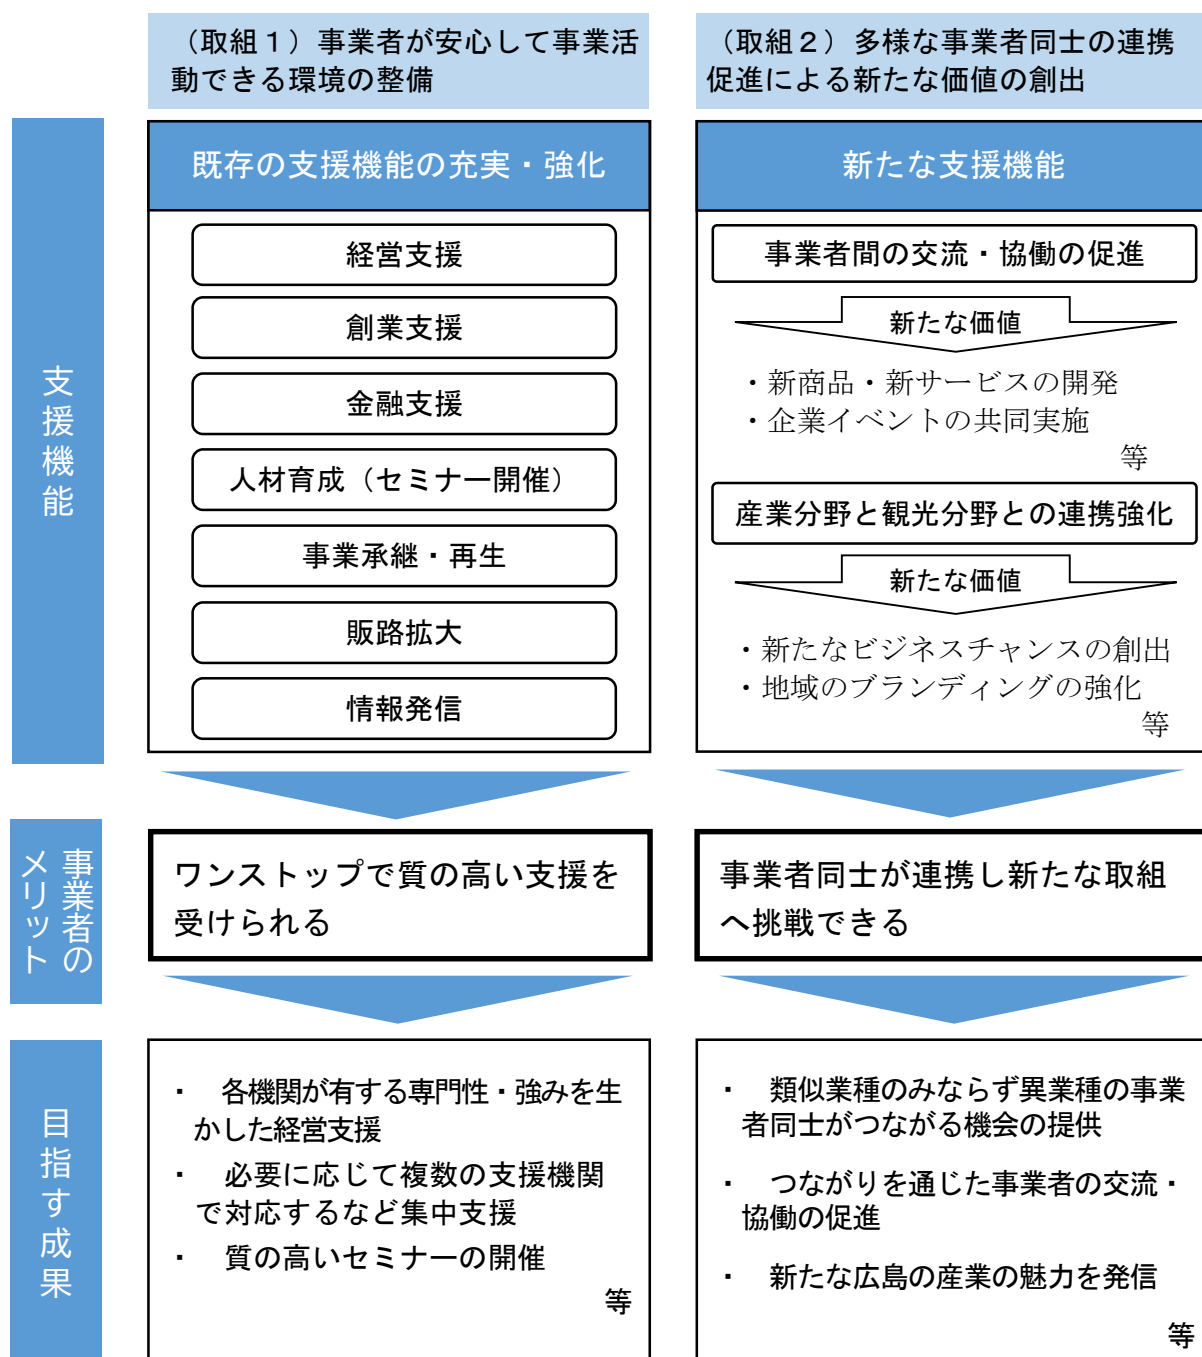 （取組１）事業者が安心して事業活
動できる環境の整備
（取組２）多様な事業者同士の連携
促進による新たな価値の創出
支援機能
既存の支援機能の充実・強化
経営支援
創業支援
金融支援
人材育成（セミナー開催）
事業承継・再生
販路拡大
情報発信
新たな支援機能
事業者間の交流・協働の促進
新たな価値
・新商品・新サービスの開発
・企業イベントの共同実施
等
産業分野と観光分野との連携強化
新たな価値
・新たなビジネスチャンスの創出
・地域のブランディングの強化
等
事業者の
メリット
ワンストップで質の高い支援を
受けられる
事業者同士が連携し新たな取組
へ挑戦できる
目指す成果
・　各機関が有する専門性・強みを生
かした経営支援
・　必要に応じて複数の支援機関
で対応するなど集中支援
・　質の高いセミナーの開催
等
・　類似業種のみならず異業種の事業
者同士がつながる機会の提供
・　つながりを通じた事業者の交流・
協働の促進
・　新たな広島の産業の魅力を発信
等